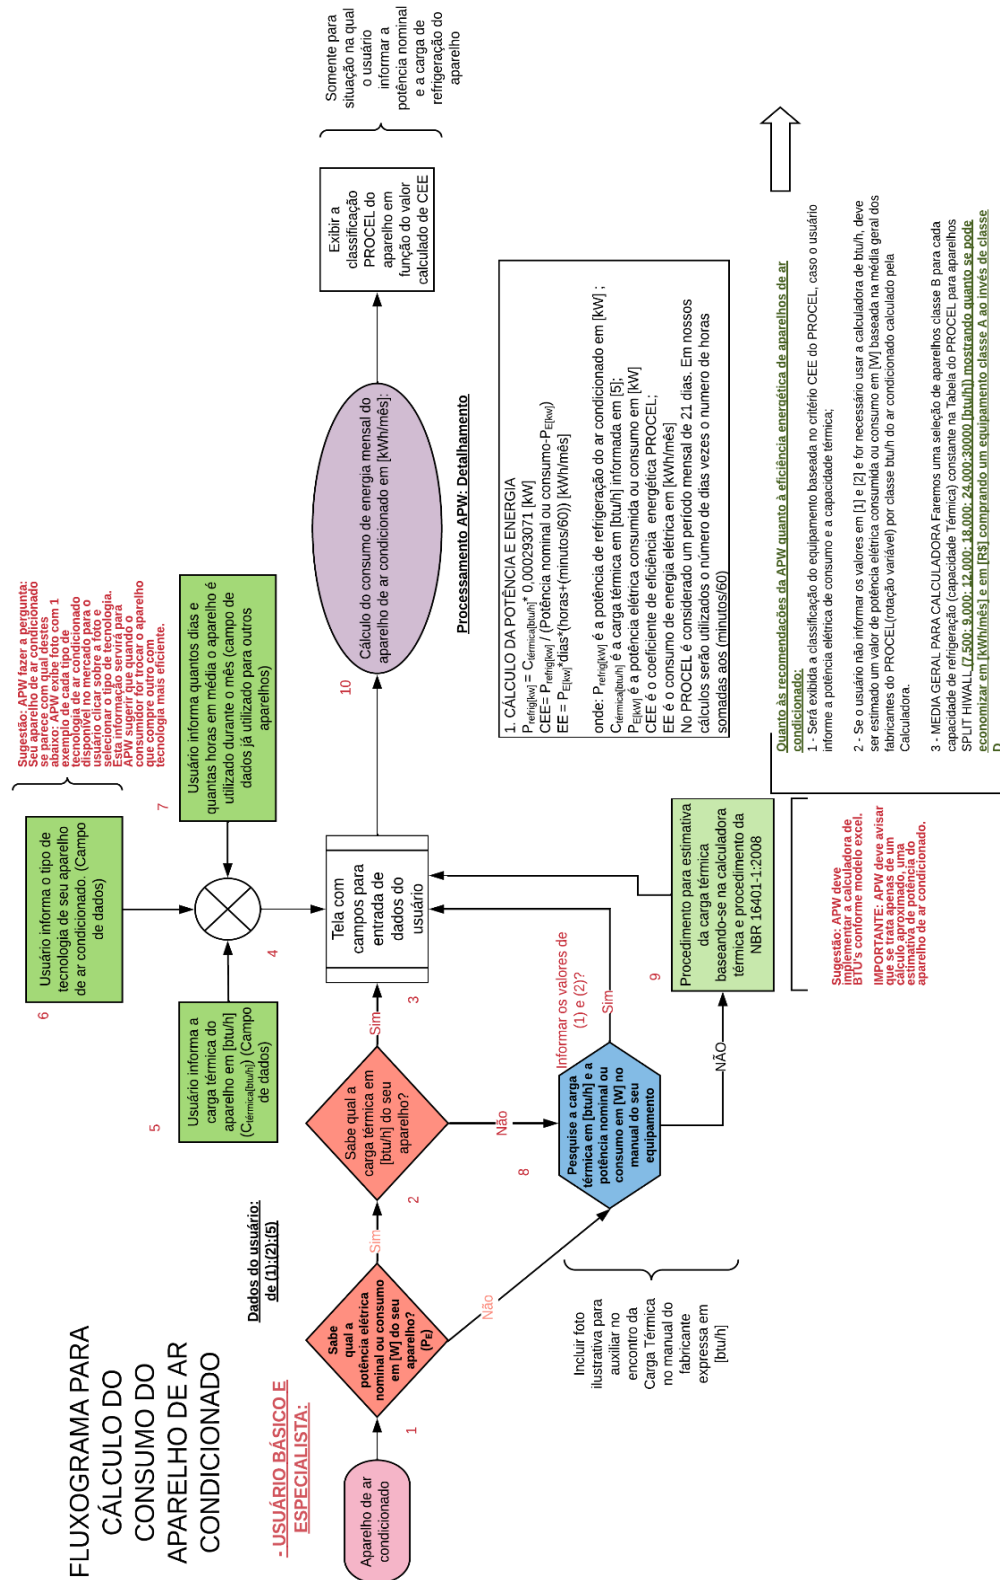 FLUXOGRAMA PARA
CÁLCULO DO
CONSUMO DO
APARELHO DE AR
CONDICIONADO
- USUÁRIO BÁSICO E
ESPECIALISTA:
Dados do usuário:
de (1);(2);(5)
Aparelho de ar
condicionado
1
Sabe
qual a
potência elétrica
nominal ou consumo
em [W] do seu
aparelho?
(PE)
Sim
Não
2
Sabe qual a
carga térmica em
[btu/h] do seu
aparelho?
Sim
Não
3
Tela com
campos para
entrada de
dados do
usuário
4
5
Usuário informa a
carga térmica do
aparelho em [btu/h]
(Ctérmica[btu/h]) (Campo
de dados)
6
Usuário informa o tipo de
tecnologia de seu aparelho
de ar condicionado. (Campo
de dados)
Sugestão: APW fazer a pergunta:
Seu aparelho de ar condicionado
se parece com qual destes
abaixo: APW exibe foto com 1
exemplo de cada tipo de
tecnologia de ar condicionado
disponível no mercado para o
usuário clicar sobre a foto e
selecionar o tipo de tecnologia.
Esta informação servirá para
APW sugerir que quando o
consumidor for trocar o aparelho
que compre outro com
tecnologia mais eficiente.
7
Usuário informa quantos dias e
quantas horas em média o aparelho é
utilizado durante o mês (campo de
dados já utilizado para outros
aparelhos)
8
Pesquise a carga
térmica em [btu/h] e a
potência nominal ou
consumo em [W] no
manual do seu
equipamento
Informar os valores de
(1) e (2)?
Sim
NÃO
Incluir foto
ilustrativa para
auxiliar no
encontro da
Carga Térmica
no manual do
fabricante
expressa em
[btu/h]
9
Procedimento para estimativa
da carga térmica
baseando-se na calculadora
térmica e procedimento da
NBR 16401-1:2008
Sugestão: APW deve
implementar a calculadora de
BTU's conforme modelo excel.
IMPORTANTE: APW deve avisar
que se trata apenas de um
cálculo aproximado, uma
estimativa de potência do
aparelho de ar condicionado.
10
Cálculo do consumo de energia mensal do
aparelho de ar condicionado em [kWh/mês];
Exibir a
classificação
PROCEL do
aparelho em
função do valor
calculado de CEE
Somente para
situação na qual
o usuário
informar a
potência nominal
e a carga de
refrigeração do
aparelho
Processamento APW: Detalhamento
1. CÁLCULO DA POTÊNCIA E ENERGIA
Prefrig[kw] = Ctérmica[btu/h]* 0,000293071 [kW]
CEE= Prefrig[kw] / (Potência nominal ou consumo-PE[kw])
EE = PE[kw]*dias*(horas+(minutos/60)) [kWh/mês]
onde: Prefrig[kw] é a potência de refrigeração do ar condicionado em [kW] ;
Ctérmica[btu/h] é a carga térmica em [btu/h] informada em [5];
PE[kw] é a potência elétrica consumida ou consumo em [kW]
CEE é o coeficiente de eficiência energética PROCEL;
EE é o consumo de energia elétrica em [kWh/mês]
No PROCEL é considerado um período mensal de 21 dias. Em nossos
cálculos serão utilizados o número de dias vezes o numero de horas
somadas aos (minutos/60)
Quanto às recomendações da APW quanto à eficiência energética de aparelhos de ar
condicionado:
1 - Será exibida a classificação do equipamento baseada no critério CEE do PROCEL, caso o usuário
informe a potência elétrica de consumo e a capacidade térmica;
2 - Se o usuário não informar os valores em [1] e [2] e for necessário usar a calculadora de btu/h, deve
ser estimado um valor de potência elétrica consumida ou consumo em [W] baseada na média geral dos
fabricantes do PROCEL(rotação variável) por classe btu/h do ar condicionado calculado pela
Calculadora.
3 - MEDIA GERAL PARA CALCULADORA Faremos uma seleção de aparelhos classe B para cada
capacidade de refrigeração (capacidade Térmica) constante na Tabela do PROCEL para aparelhos
SPLIT HIWALL (7.500; 9.000; 12.000; 18.000; 24.000;30000 [btu/h]) mostrando quanto se pode
economizar em [kWh/mês] e em [R$] comprando um equipamento classe A ao invés de classe
D